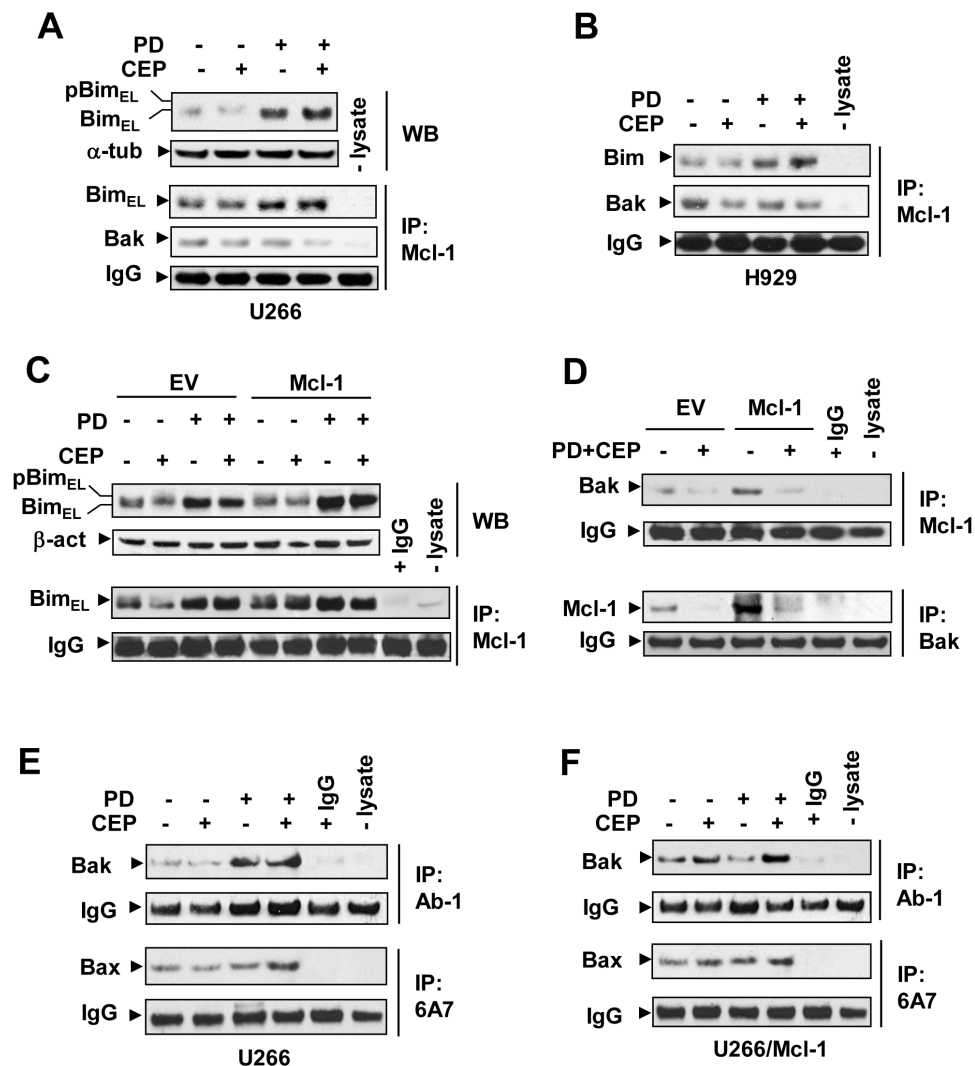 A
PD - - + +
CEP - + - +
- lysate
pBimEL
BimEL
α-tub
WB
BimEL
Bak
IgG
IP:
Mcl-1
U266
B
PD - - + +
CEP - + - +
- lysate
Bim
Bak
IgG
IP:
Mcl-1
H929
C
EV Mcl-1
PD - - + + - - + +
CEP - + - + - + - +
pBimEL
BimEL
β-act
WB
+ IgG
- lysate
BimEL
IgG
IP:
Mcl-1
D
EV Mcl-1
PD+CEP - + - +
+ IgG
- lysate
Bak
IgG
IP:
Mcl-1
Mcl-1
IgG
IP:
Bak
E
PD - - + +
CEP - + - +
+ IgG
- lysate
Bak
IgG
IP:
Ab-1
Bax
IgG
IP:
6A7
U266
F
PD - - + +
CEP - + - +
+ IgG
- lysate
Bak
IgG
IP:
Ab-1
Bax
IgG
IP:
6A7
U266/Mcl-1